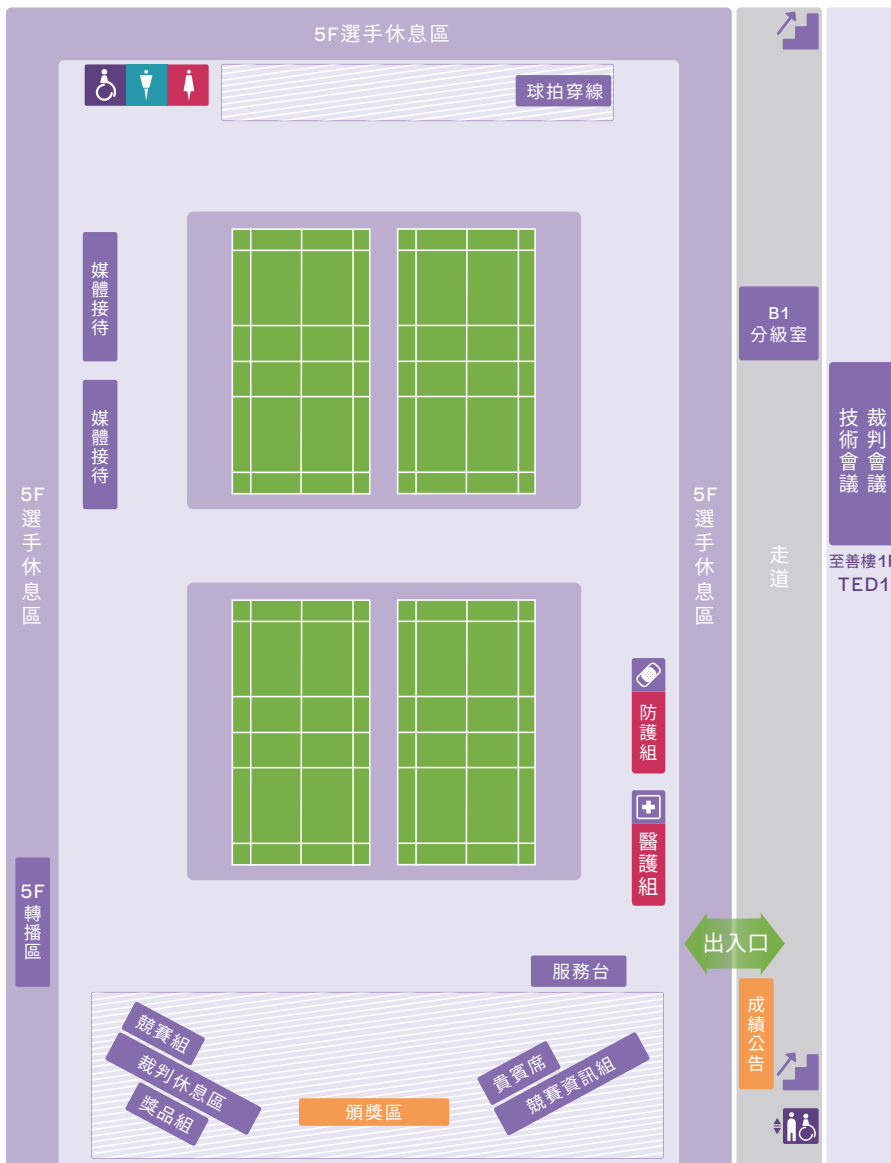 5F選手休息區
球拍穿線
媒體接待
媒體接待
5F選手休息區
5F選手休息區
B1
分級室
裁判會議
技術會議
至善樓1F
TED1
走道
防護組
醫護組
5F轉播區
出入口
服務台
成績公告
競賽組
裁判休息區
獎品組
頒獎區
貴賓席
競賽資訊組